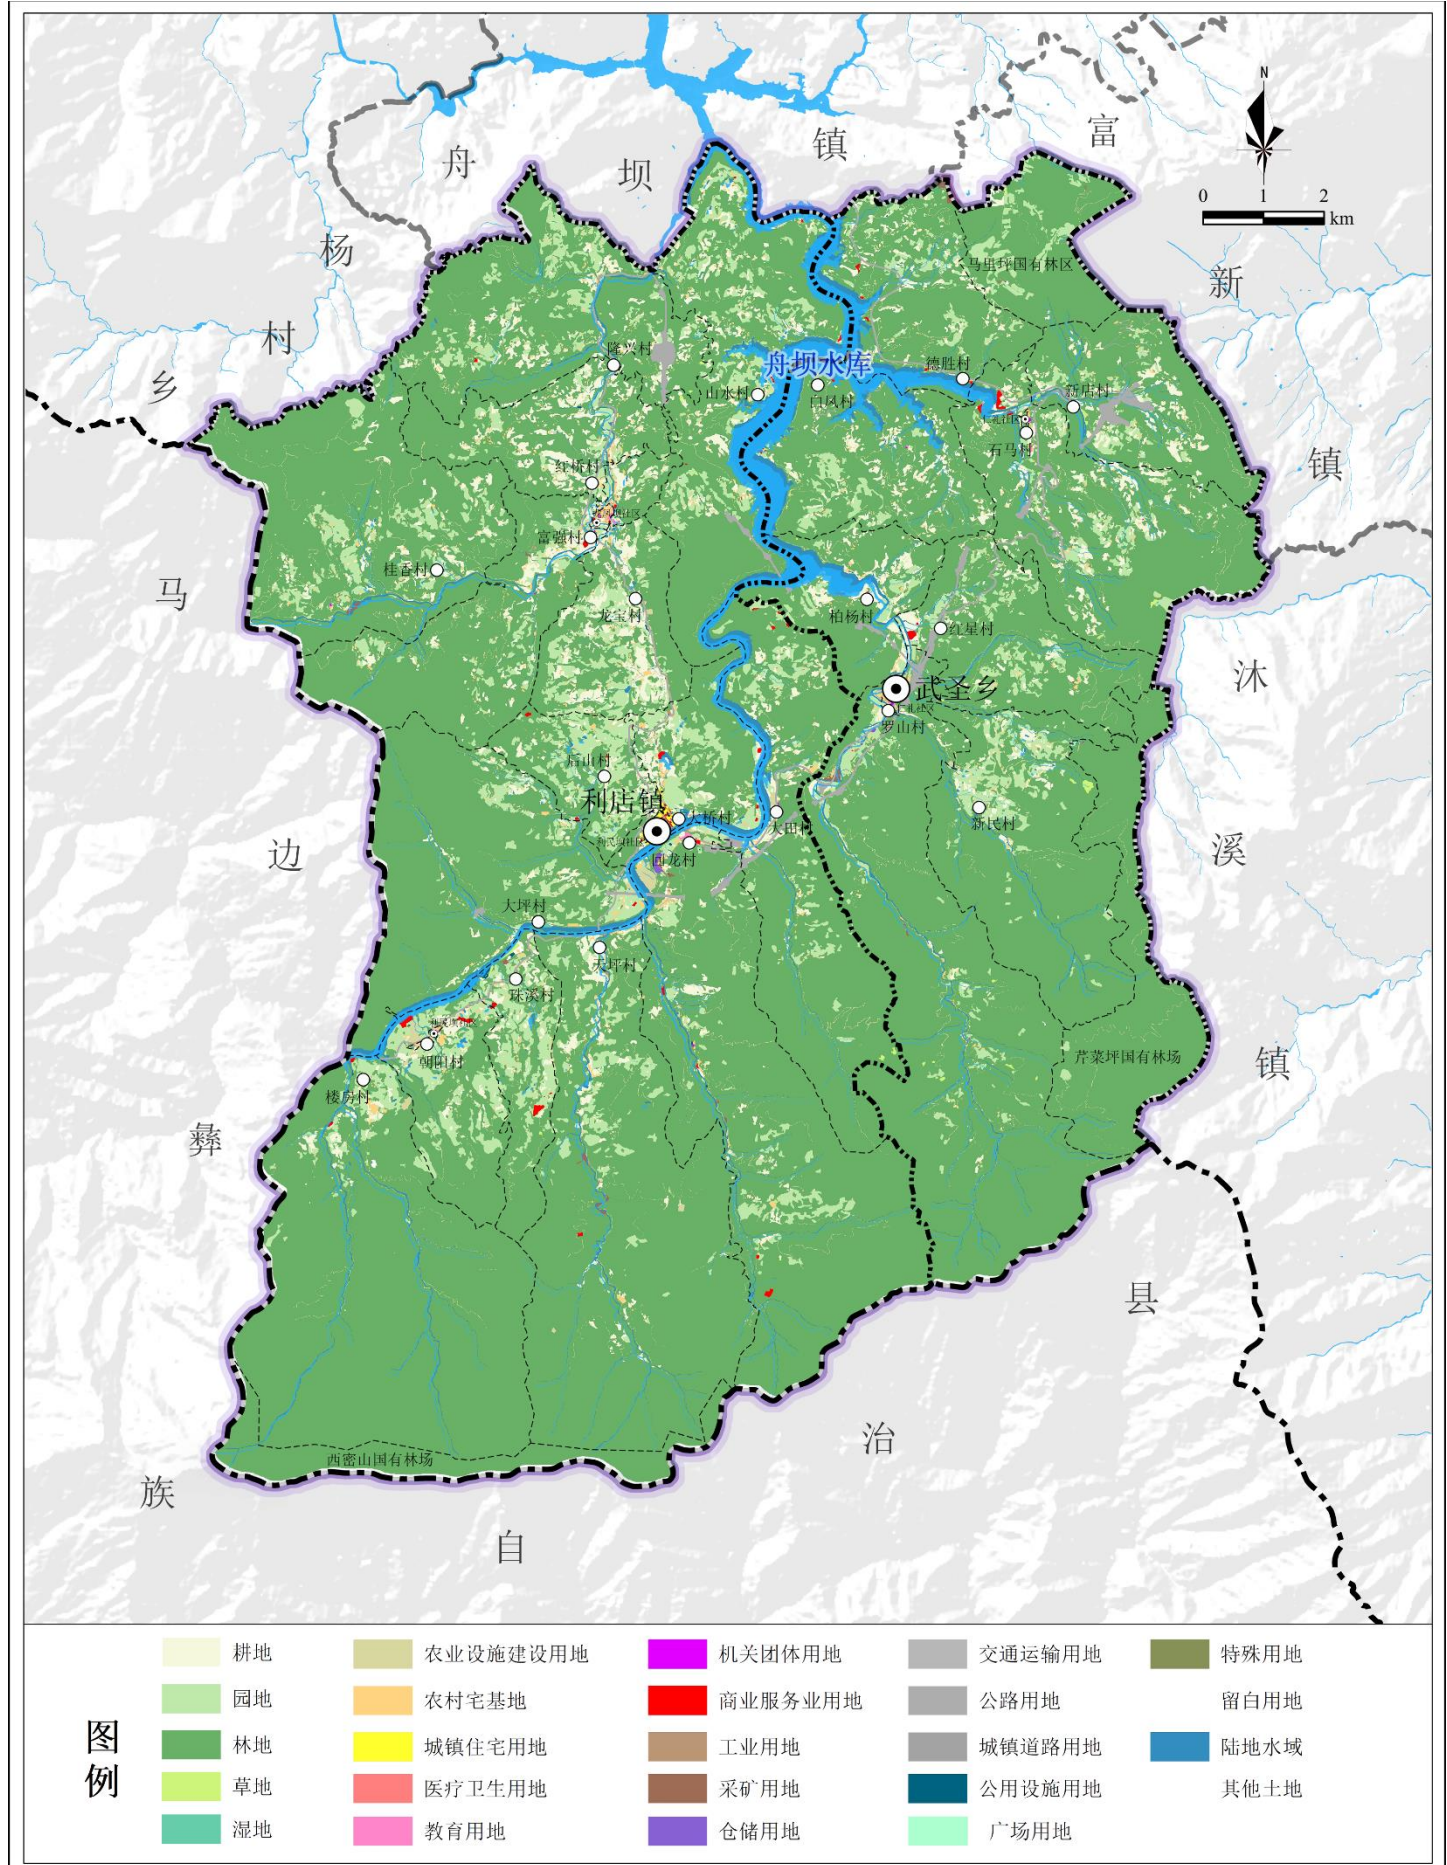 N
0 1 2
km
舟 坝 镇
富
新
镇
杨
村
乡
马
边
彝
族
自
治
县
沐
溪
镇
马里坪国有林区
舟坝水库
隆兴村
山水村
白凤村
德胜村
新店村
石马村
红桥村
富强村
桂香村
龙宝村
柏杨村
红星村
武圣乡
罗山村
后山村
利店镇
大桥村
回龙村
大田村
新民村
大坪村
天坪村
珠溪村
朝阳村
楼房村
芹菜坪国有林场
西密山国有林场
图例
耕地
园地
林地
草地
湿地
农业设施建设用地
农村宅基地
城镇住宅用地
医疗卫生用地
教育用地
机关团体用地
商业服务业用地
工业用地
采矿用地
仓储用地
交通运输用地
公路用地
城镇道路用地
公用设施用地
广场用地
特殊用地
留白用地
陆地水域
其他土地